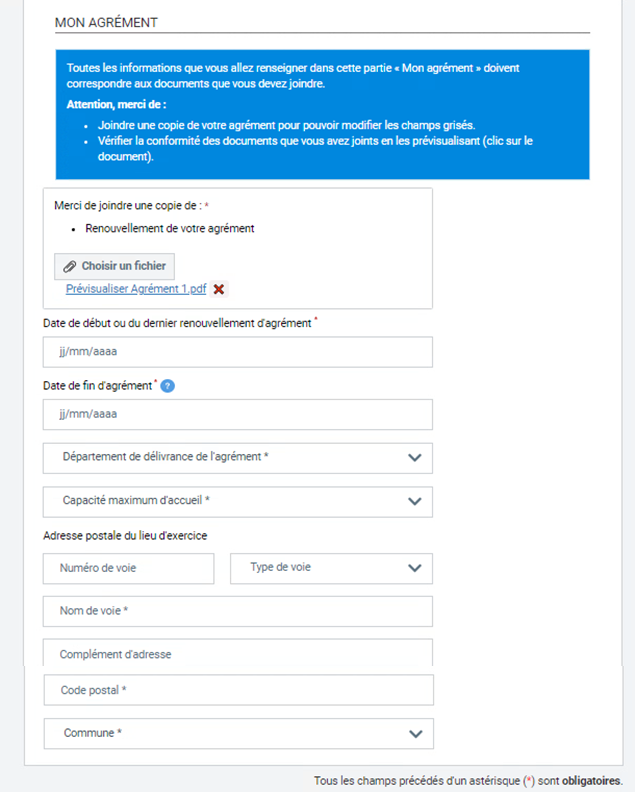 MON AGRÉMENT
Toutes les informations que vous allez renseigner dans cette partie « Mon agrément » doivent
correspondre aux documents que vous devez joindre.
Attention, merci de :
• Joindre une copie de votre agrément pour pouvoir modifier les champs grisés.
• Vérifier la conformité des documents que vous avez joints en les prévisualisant (clic sur le
document).
Merci de joindre une copie de : *
• Renouvellement de votre agrément
Choisir un fichier
Prévisualiser Agrément 1.pdf
Date de début ou du dernier renouvellement d'agrément *
jj/mm/aaaa
Date de fin d'agrément * ?
jj/mm/aaaa
Département de délivrance de l'agrément *
Capacité maximum d'accueil *
Adresse postale du lieu d'exercice
Numéro de voie Type de voie
Nom de voie *
Complément d'adresse
Code postal *
Commune *
Tous les champs précédés d'un astérisque (*) sont obligatoires.